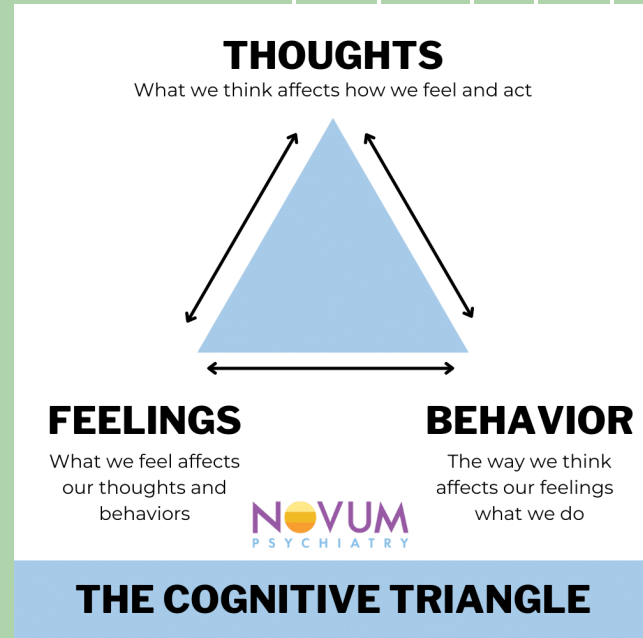 THOUGHTS
What we think affects how we feel and act
FEELINGS
What we feel affects
our thoughts and
behaviors
BEHAVIOR
The way we think
affects our feelings
what we do
NOVUM
PSYCHIATRY
THE COGNITIVE TRIANGLE